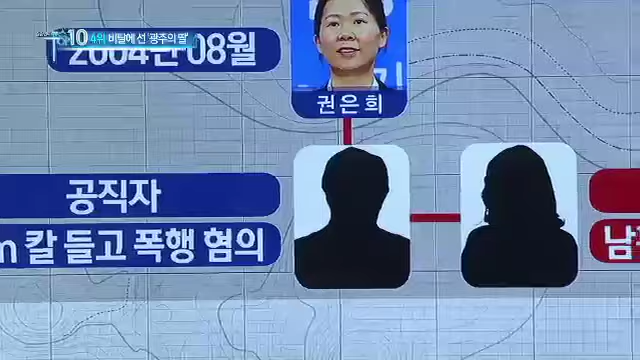 TOP10 4위 비탈에 선 '광주의 딸'
2004년 08월
권은희
공직자
m 칼 들고 폭행 혐의
남